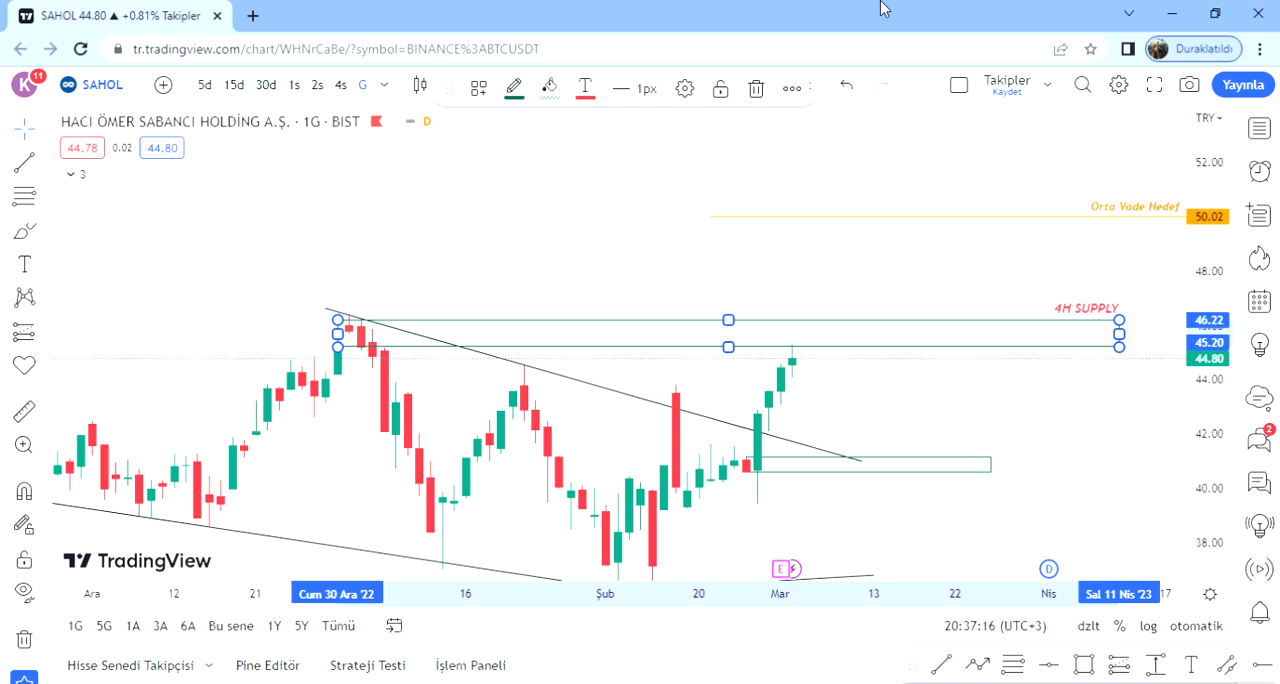 SAHOL 44.80 ▲ +0.81% Takipler
tr.tradingview.com/chart/WHNrCaBe/?symbol=BINANCE%3ABTCUSDT
Duraklatıldı
K 11 SAHOL 5d 15d 30d 1s 2s 4s G T 1px Takipler Yayınla
Kaydet
HACI ÖMER SABANCI HOLDİNG A.Ş. · 1G · BIST D TRY
44.78 0.02 44.80
52.00
3
Orta Vade Hedef 50.02
48.00
4H SUPPLY
46.22
45.20
44.80
44.00
2
42.00
40.00
38.00
TradingView
E D
Ara 12 21 Cum 30 Ara '22 16 Şub 20 Mar 13 22 Nis Sal 11 Nis '23 17
1G 5G 1A 3A 6A Bu sene 1Y 5Y Tümü 20:37:16 (UTC+3) dzlt % log otomatik
Hisse Senedi Takipçisi Pine Editör Strateji Testi İşlem Paneli T